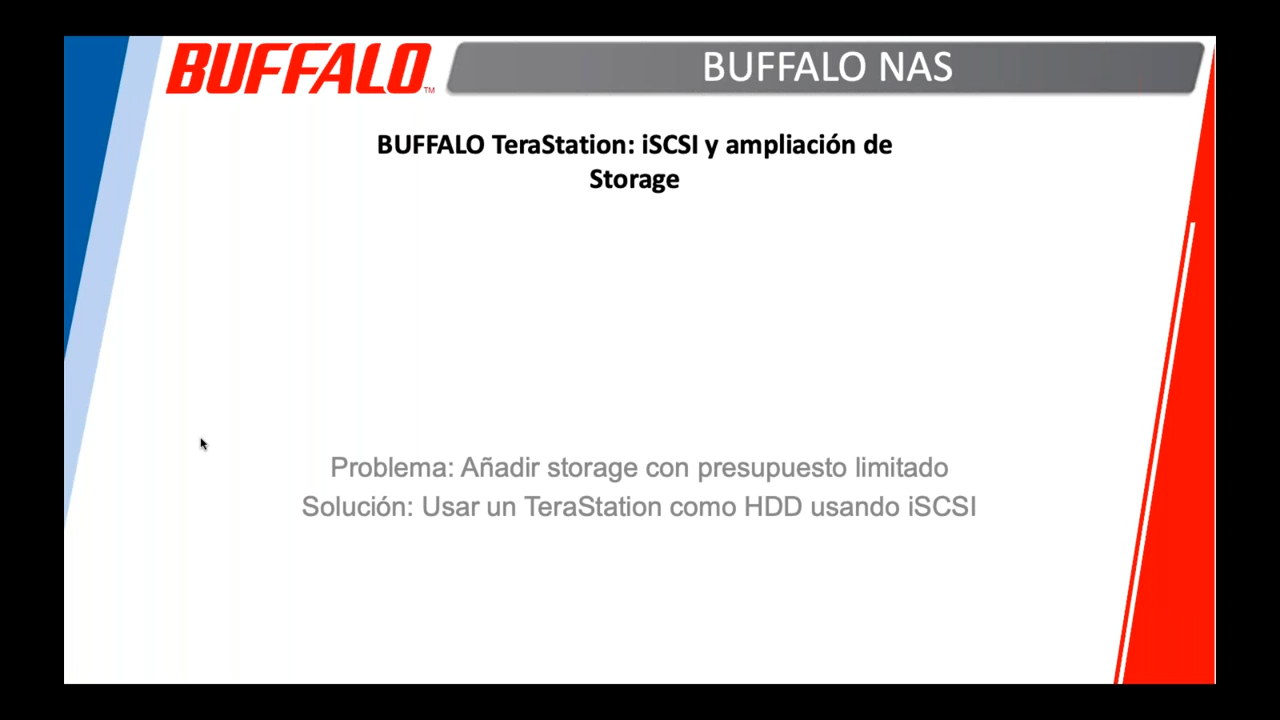 BUFFALO™
BUFFALO NAS
BUFFALO TeraStation: iSCSI y ampliación de
Storage
Problema: Añadir storage con presupuesto limitado
Solución: Usar un TeraStation como HDD usando iSCSI